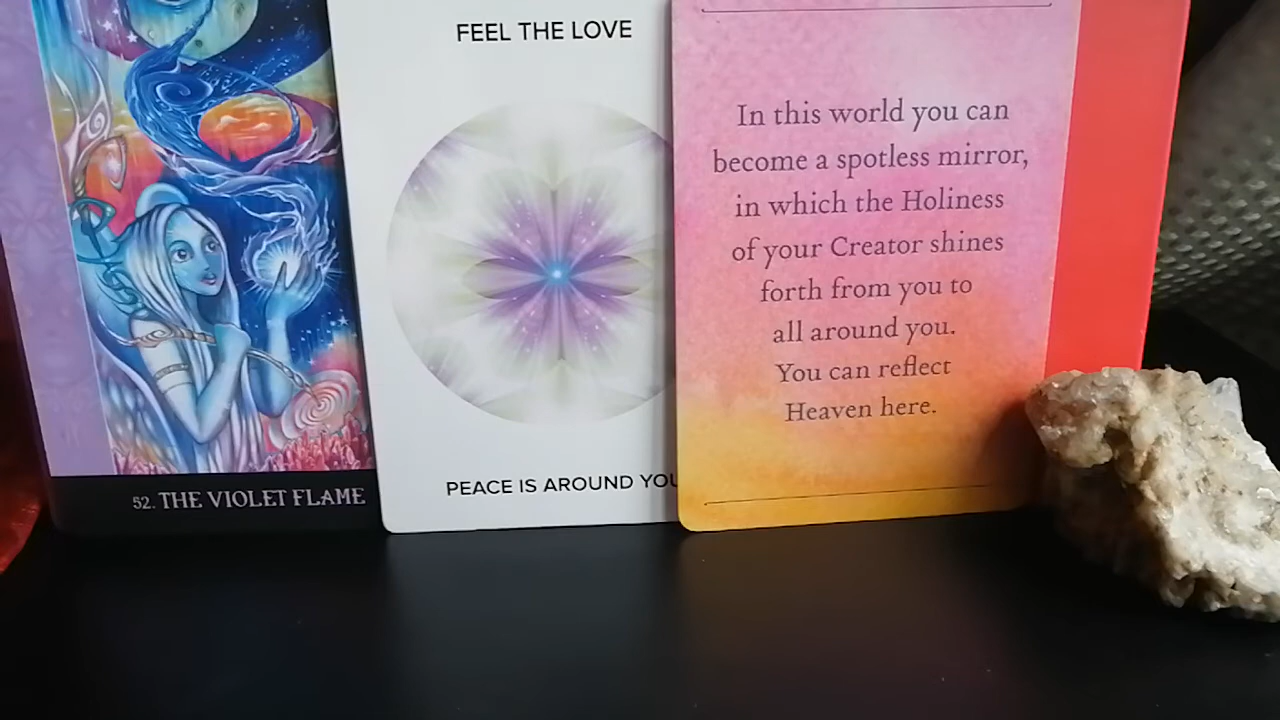 52. THE VIOLET FLAME
FEEL THE LOVE
PEACE IS AROUND YOU
In this world you can
become a spotless mirror,
in which the Holiness
of your Creator shines
forth from you to
all around you.
You can reflect
Heaven here.